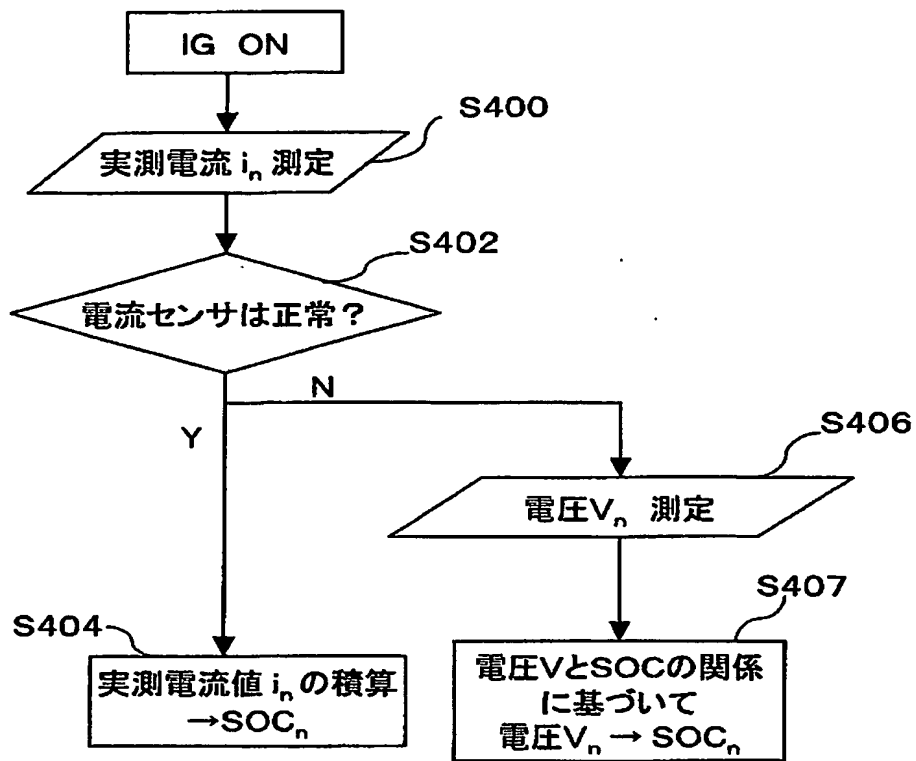 IG ON
S400
実測電流 iₙ 測定
S402
電流センサは正常？
N
Y
S406
電圧Vₙ 測定
S407
S404
実測電流値 iₙ の積算
→SOCₙ
電圧VとSOCの関係
に基づいて
電圧Vₙ → SOCₙ